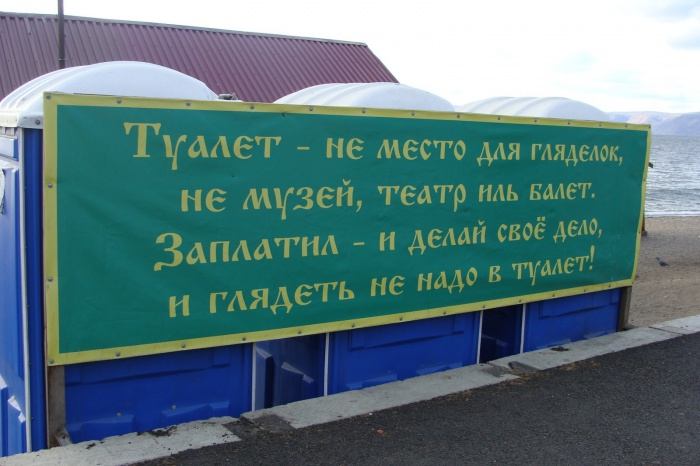 Туалет - не место для гляделок,
не музей, театр иль балет.
Заплатил - и делай своё дело,
и глядеть не надо в туалет!